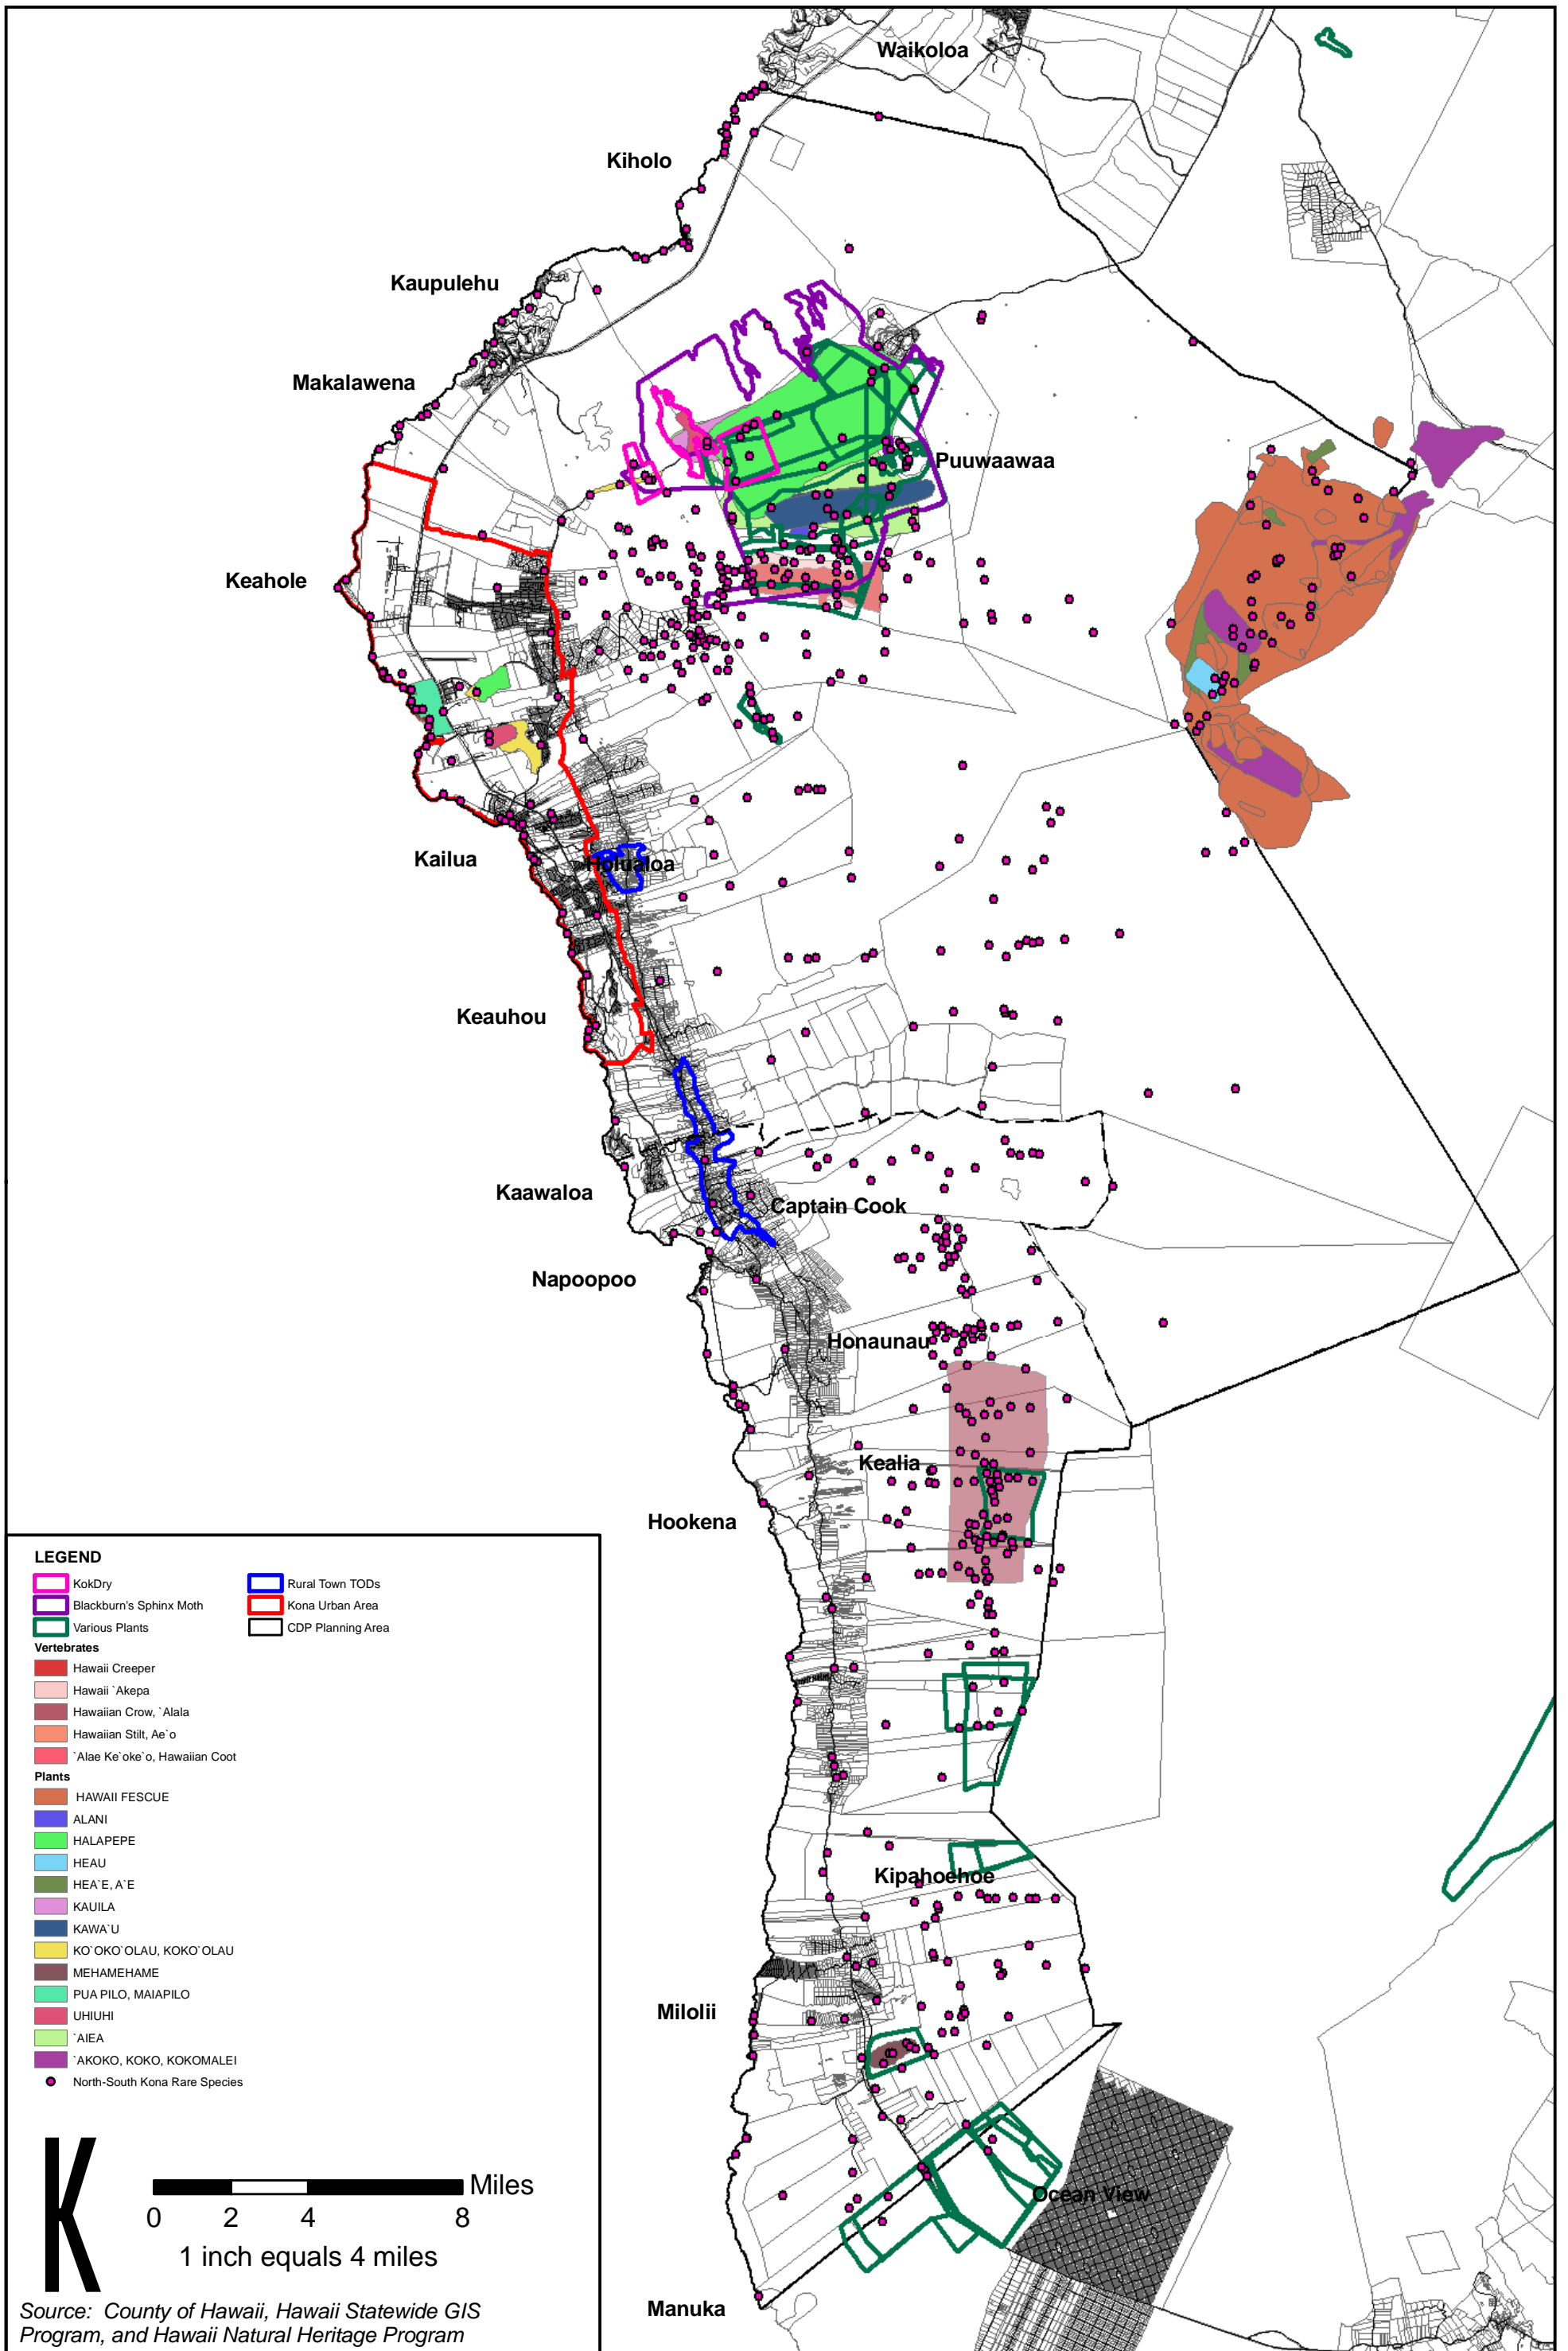 Waikoloa
Kiholo
Kaupulehu
Makalawena
Puuwaawaa
Keahole
Kailua
Holualoa
Keauhou
Kaawaloa
Captain Cook
Napoopoo
Honaunau
Kealia
Hookena
Kipahoehoe
Milolii
Ocean View
Manuka
LEGEND
KokDry
Blackburn's Sphinx Moth
Various Plants
Rural Town TODs
Kona Urban Area
CDP Planning Area
Vertebrates
Hawaii Creeper
Hawaii `Akepa
Hawaiian Crow, `Alala
Hawaiian Stilt, Ae`o
`Alae Ke`oke`o, Hawaiian Coot
Plants
HAWAII FESCUE
ALANI
HALAPEPE
HEAU
HEA`E, A`E
KAUILA
KAWA`U
KO`OKO`OLAU, KOKO`OLAU
MEHAMEHAME
PUA PILO, MAIAPILO
UHIUHI
`AIEA
`AKOKO, KOKO, KOKOMALEI
North-South Kona Rare Species
K
Miles
0 2 4 8
1 inch equals 4 miles
Source: County of Hawaii, Hawaii Statewide GIS
Program, and Hawaii Natural Heritage Program